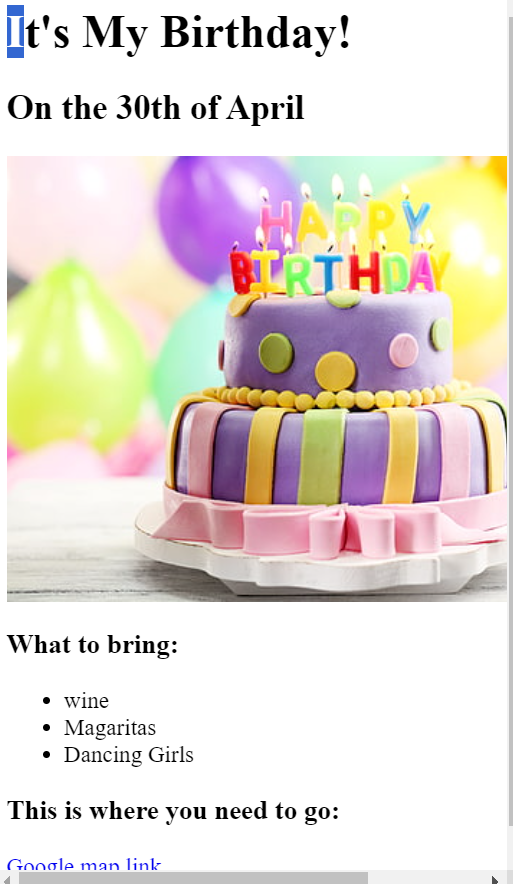 It's My Birthday!
On the 30th of April
HAPPY
BIRTHDAY
What to bring:
wine
Magaritas
Dancing Girls
This is where you need to go:
Google map link